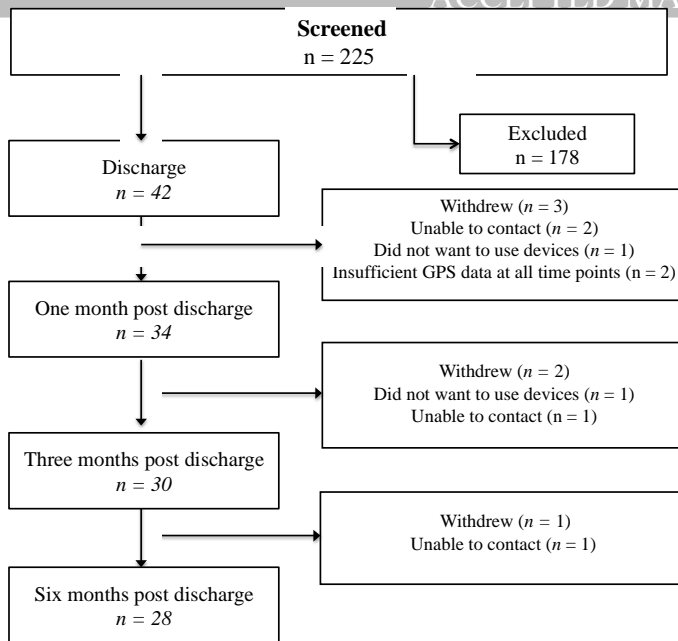 ACCEPTED MA
Screened
n = 225
Excluded
n = 178
Discharge
n = 42
Withdrew (n = 3)
Unable to contact (n = 2)
Did not want to use devices (n = 1)
Insufficient GPS data at all time points (n = 2)
One month post discharge
n = 34
Withdrew (n = 2)
Did not want to use devices (n = 1)
Unable to contact (n = 1)
Three months post discharge
n = 30
Withdrew (n = 1)
Unable to contact (n = 1)
Six months post discharge
n = 28